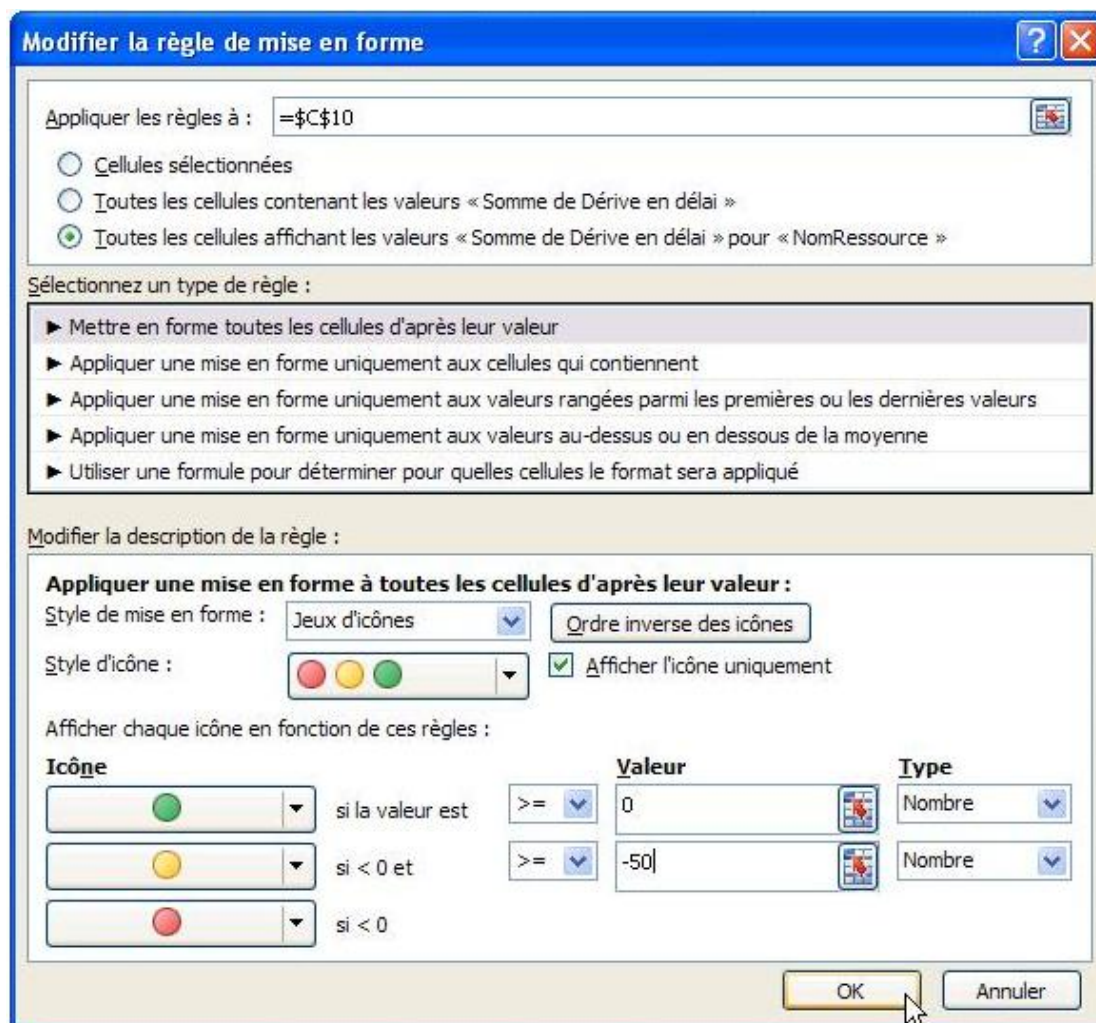 Modifier la règle de mise en forme
Appliquer les règles à : =$C$10
Cellules sélectionnées
Toutes les cellules contenant les valeurs « Somme de Dérive en délai »
Toutes les cellules affichant les valeurs « Somme de Dérive en délai » pour « NomRessource »
Sélectionnez un type de règle :
► Mettre en forme toutes les cellules d'après leur valeur
► Appliquer une mise en forme uniquement aux cellules qui contiennent
► Appliquer une mise en forme uniquement aux valeurs rangées parmi les premières ou les dernières valeurs
► Appliquer une mise en forme uniquement aux valeurs au-dessus ou en dessous de la moyenne
► Utiliser une formule pour déterminer pour quelles cellules le format sera appliqué
Modifier la description de la règle :
Appliquer une mise en forme à toutes les cellules d'après leur valeur :
Style de mise en forme : Jeux d'icônes Ordre inverse des icônes
Style d'icône : Afficher l'icône uniquement
Afficher chaque icône en fonction de ces règles :
Icône Valeur Type
si la valeur est >= 0 Nombre
si < 0 et >= -50 Nombre
si < 0
OK Annuler